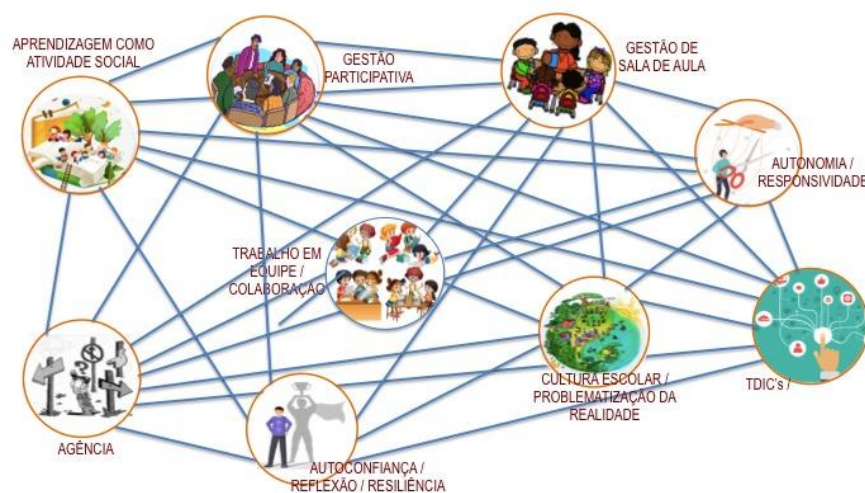 APRENDIZAGEM COMO
ATIVIDADE SOCIAL
GESTÃO
PARTICIPATIVA
GESTÃO DE
SALA DE AULA
AUTONOMIA /
RESPONSIVIDADE
TRABALHO EM
EQUIPE /
COLABORAÇÃO
CULTURA ESCOLAR /
PROBLEMATIZAÇÃO DA
REALIDADE
TDIC's /
AGÊNCIA
AUTOCONFIANÇA /
REFLEXÃO / RESILIÊNCIA